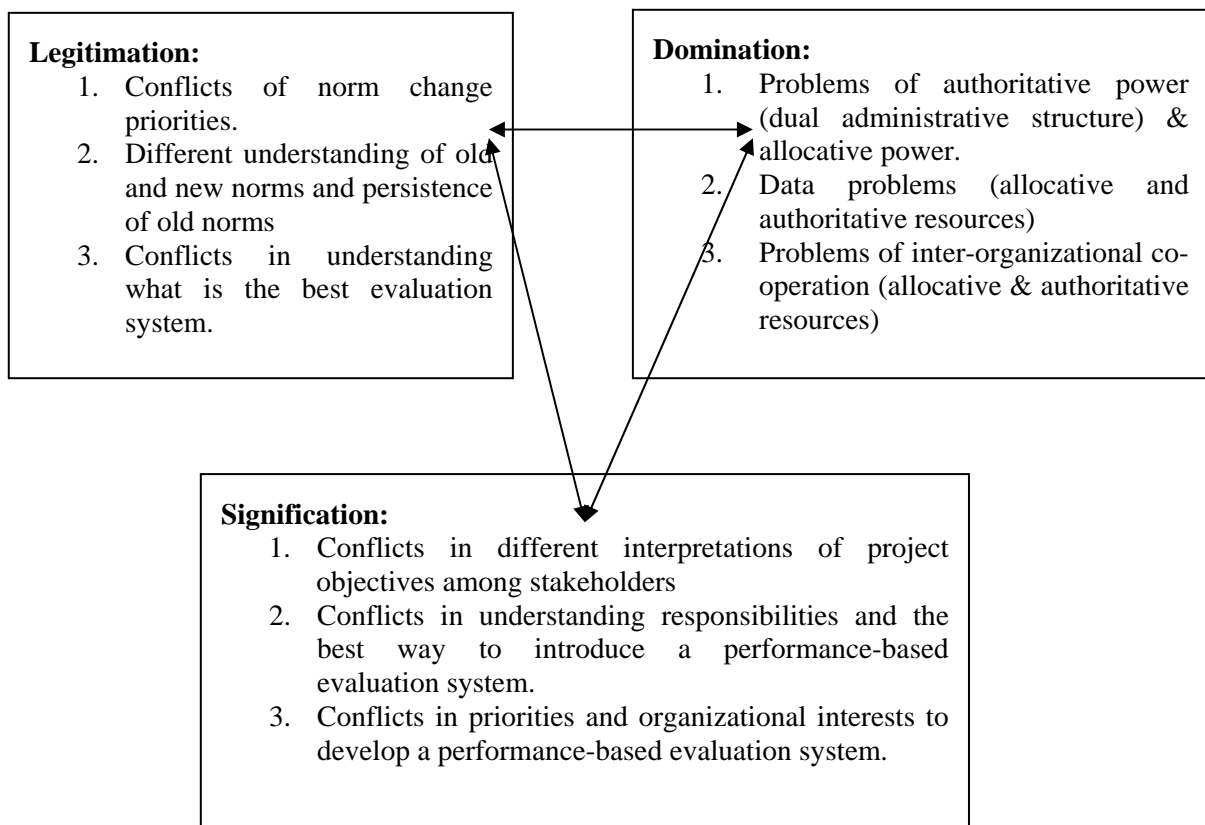 Legitimation:
1. Conflicts of norm change
priorities.
2. Different understanding of old
and new norms and persistence
of old norms
3. Conflicts in understanding
what is the best evaluation
system.
Domination:
1. Problems of authoritative power
(dual administrative structure) &
allocative power.
2. Data problems (allocative and
authoritative resources)
3. Problems of inter-organizational co-
operation (allocative & authoritative
resources)
Signification:
1. Conflicts in different interpretations of project
objectives among stakeholders
2. Conflicts in understanding responsibilities and the
best way to introduce a performance-based
evaluation system.
3. Conflicts in priorities and organizational interests to
develop a performance-based evaluation system.